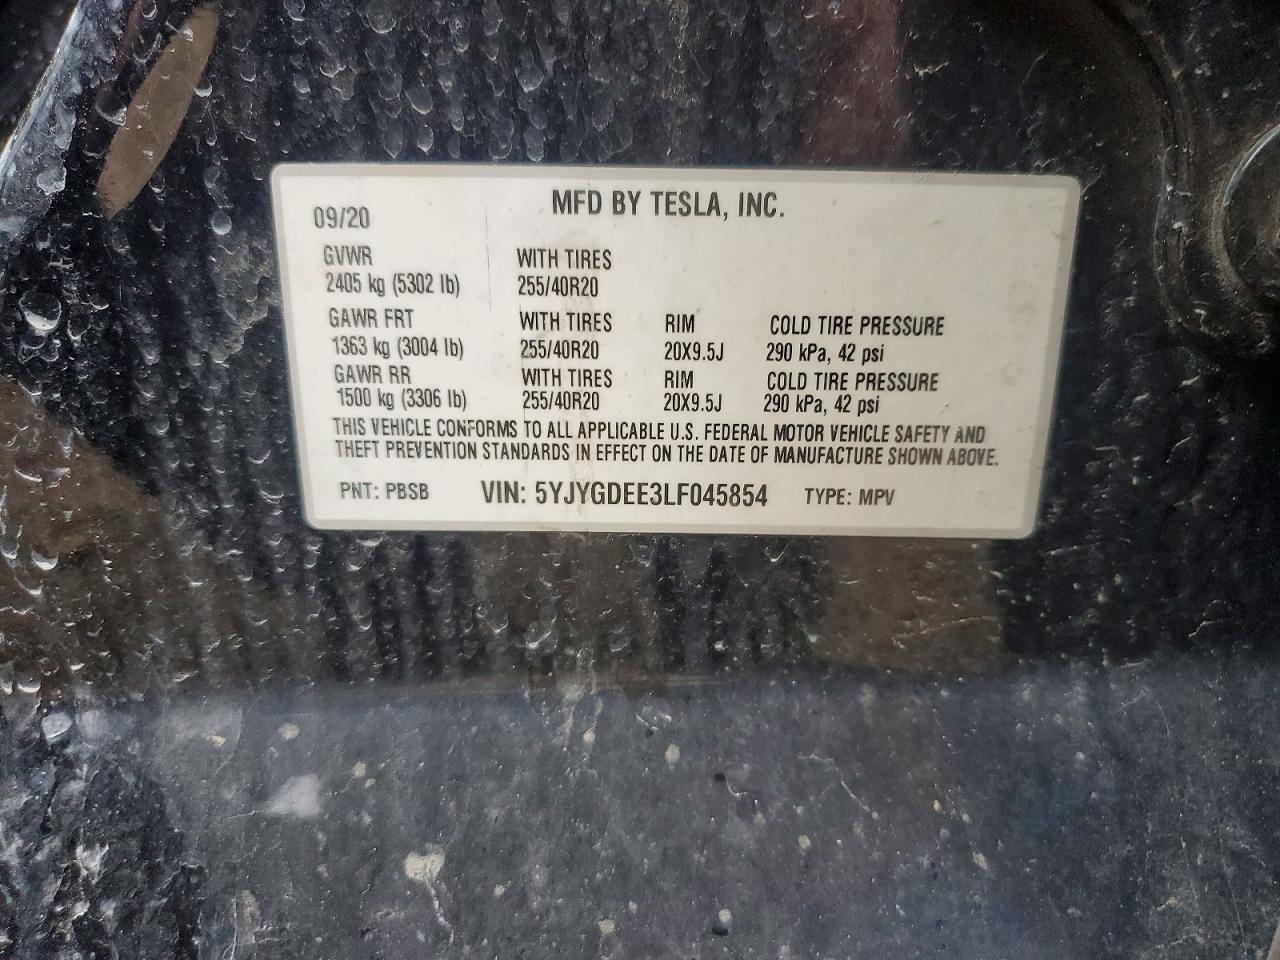 MFD BY TESLA, INC.
09/20
GVWR WITH TIRES
2405 kg (5302 lb) 255/40R20
GAWR FRT WITH TIRES RIM COLD TIRE PRESSURE
1363 kg (3004 lb) 255/40R20 20X9.5J 290 kPa, 42 psi
GAWR RR WITH TIRES RIM COLD TIRE PRESSURE
1500 kg (3306 lb) 255/40R20 20X9.5J 290 kPa, 42 psi
THIS VEHICLE CONFORMS TO ALL APPLICABLE U.S. FEDERAL MOTOR VEHICLE SAFETY AND
THEFT PREVENTION STANDARDS IN EFFECT ON THE DATE OF MANUFACTURE SHOWN ABOVE.
PNT: PBSB VIN: 5YJYGDEE3LF045854 TYPE: MPV